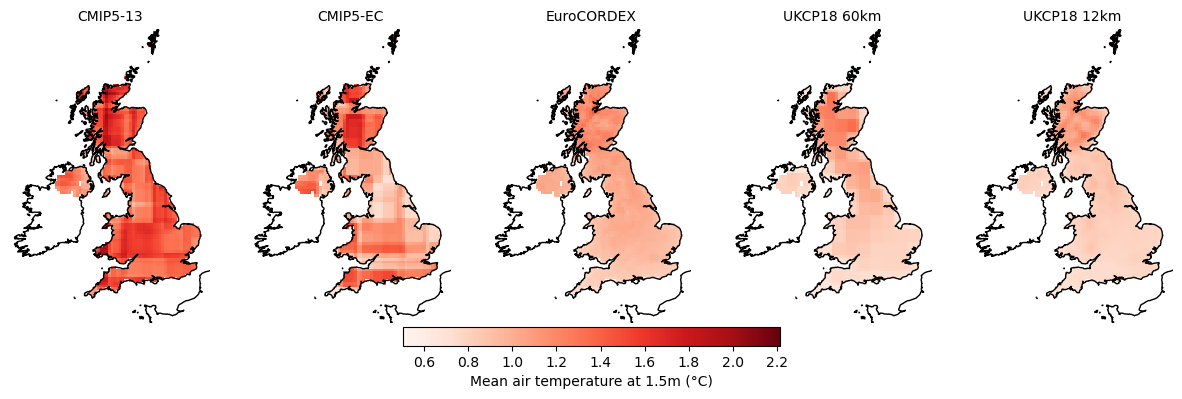 CMIP5-13
CMIP5-EC
EuroCORDEX
UKCP18 60km
UKCP18 12km
0.6 0.8 1.0 1.2 1.4 1.6 1.8 2.0 2.2
Mean air temperature at 1.5m (°C)